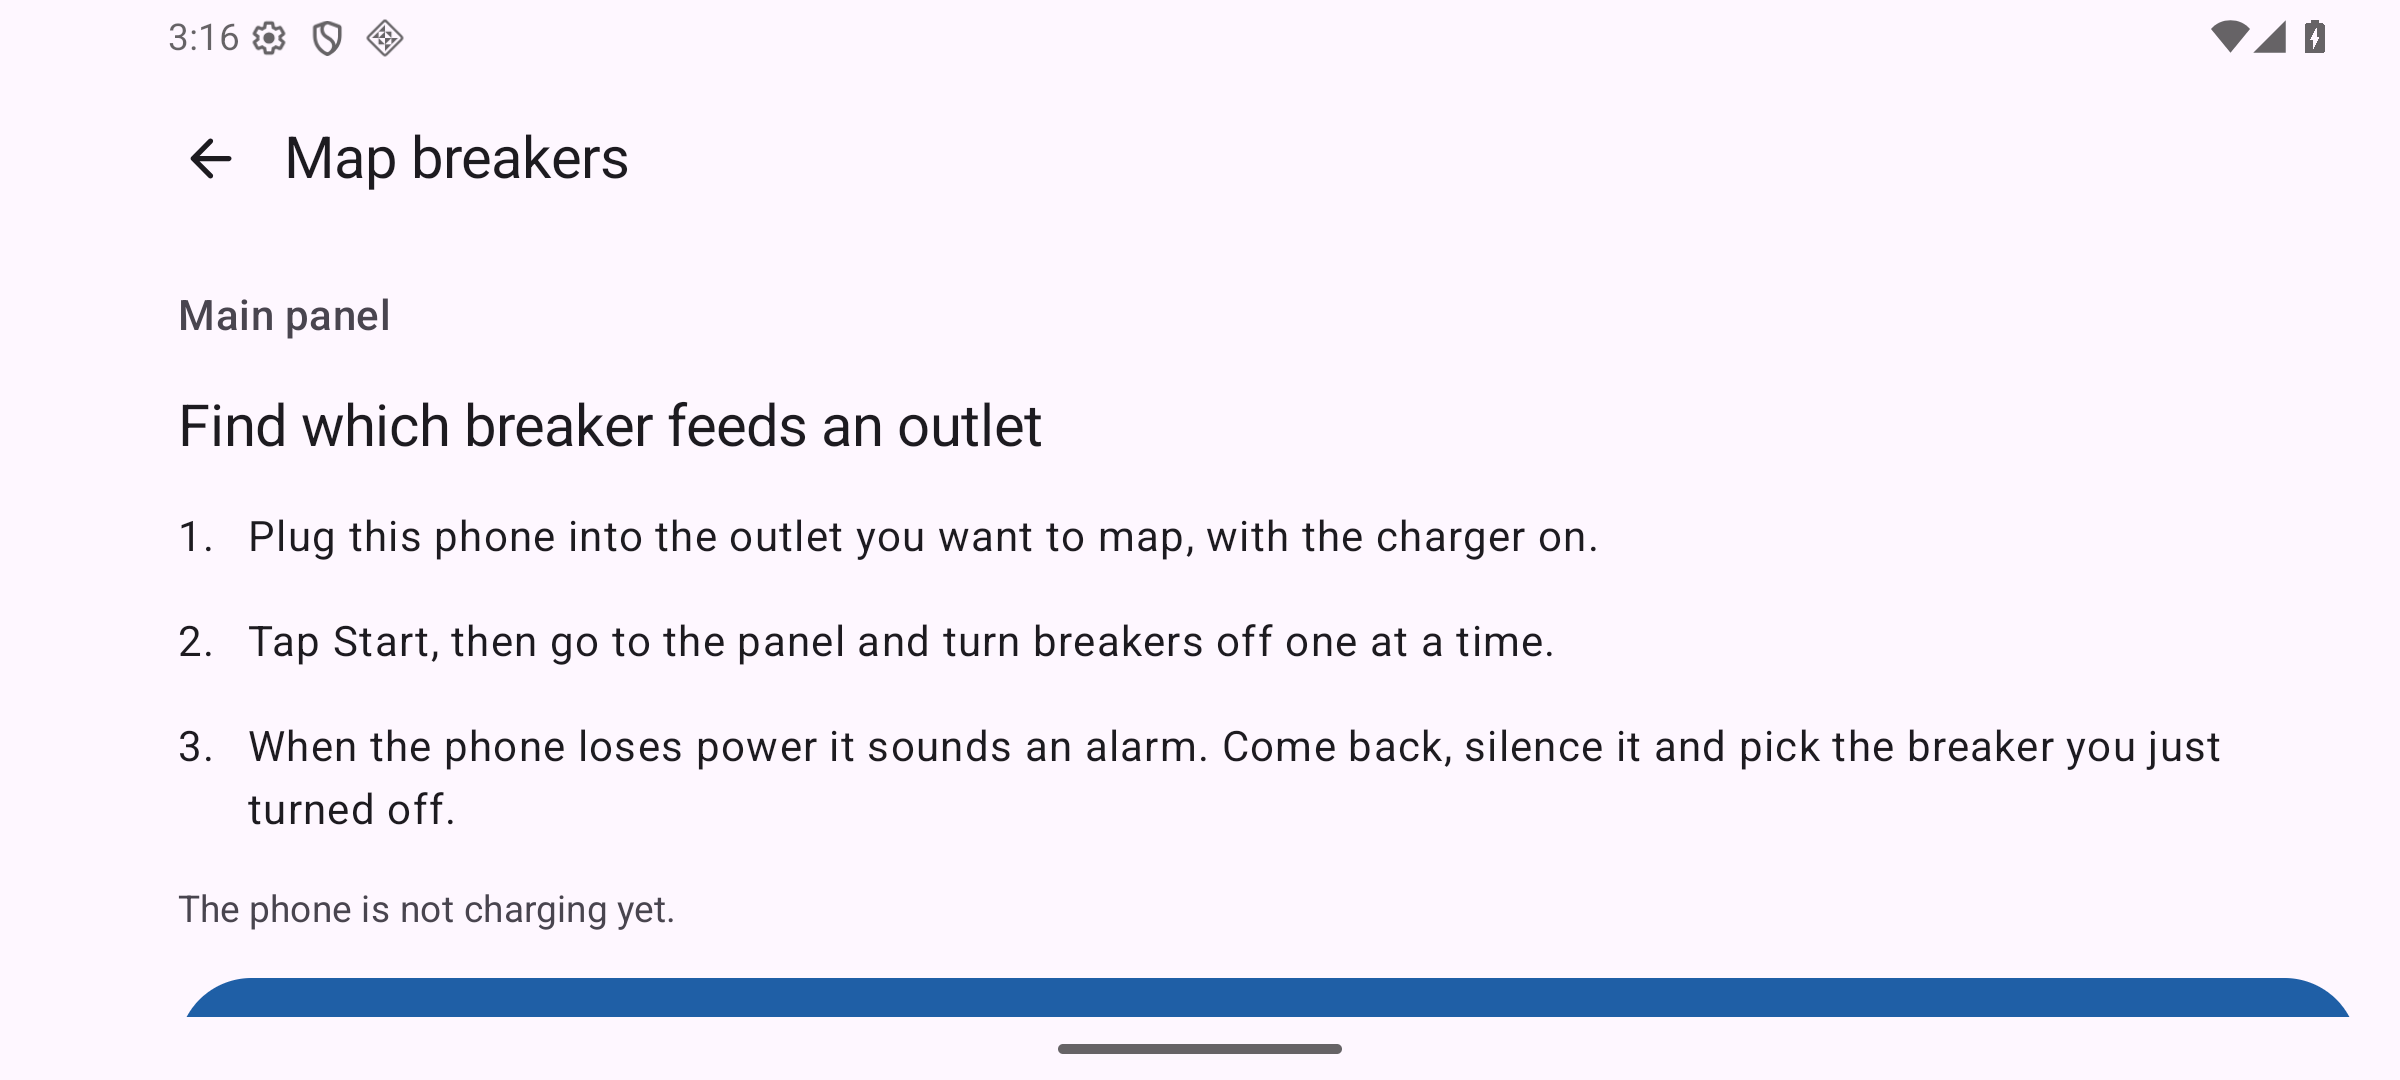 3:16
Map breakers
Main panel
Find which breaker feeds an outlet
1. Plug this phone into the outlet you want to map, with the charger on.
2. Tap Start, then go to the panel and turn breakers off one at a time.
3. When the phone loses power it sounds an alarm. Come back, silence it and pick the breaker you just
turned off.
The phone is not charging yet.